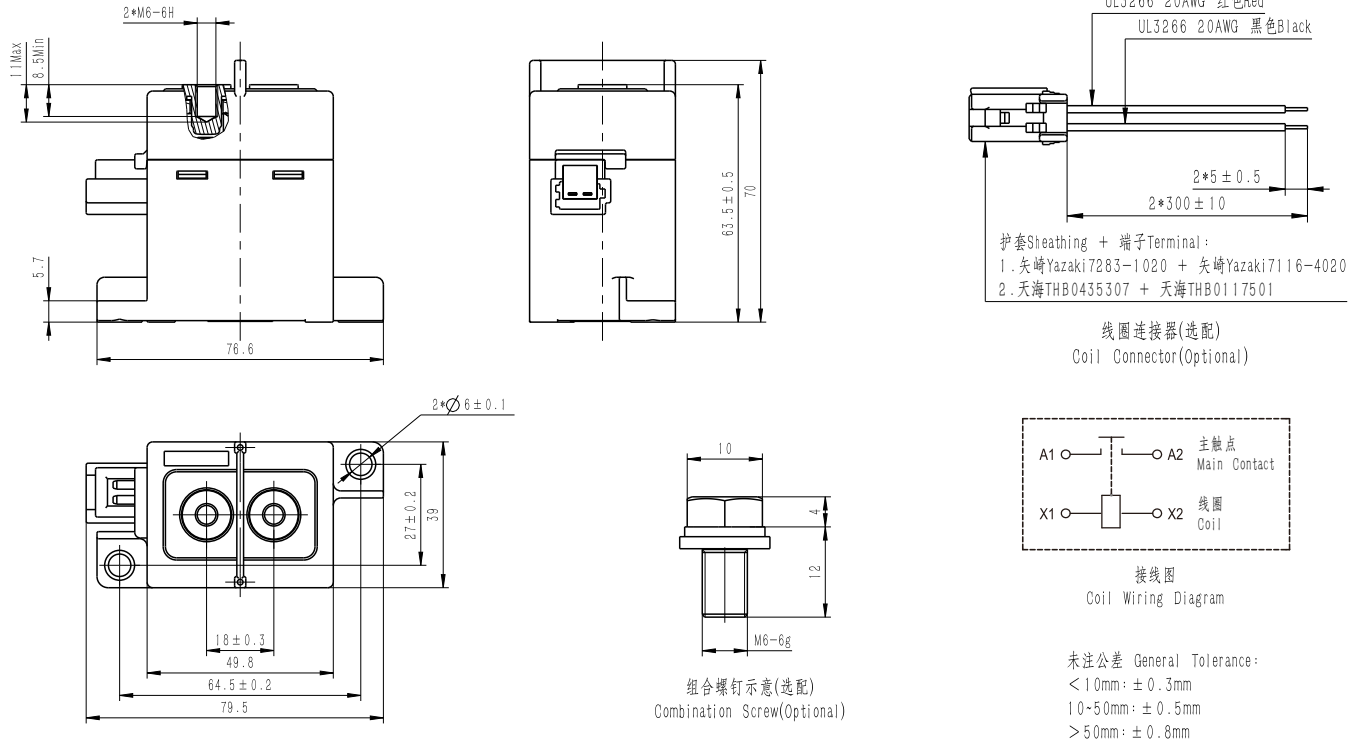 2*M6-6H
11Max
8.5Min
5.7
76.6
63.5±0.5
70
UL3266 20AWG 红色Red
UL3266 20AWG 黑色Black
2*5±0.5
2*300±10
护套Sheathing + 端子Terminal:
1.矢崎Yazaki7283-1020 + 矢崎Yazaki7116-4020
2.天海THB0435307 + 天海THB0117501
线圈连接器(选配)
Coil Connector(Optional)
2*Ø6±0.1
27±0.2
39
18±0.3
49.8
64.5±0.2
79.5
10
4
12
M6-6g
组合螺钉示意(选配)
Combination Screw(Optional)
A1
A2
主触点
Main Contact
X1
X2
线圈
Coil
接线图
Coil Wiring Diagram
未注公差 General Tolerance:
<10mm:±0.3mm
10~50mm:±0.5mm
>50mm:±0.8mm